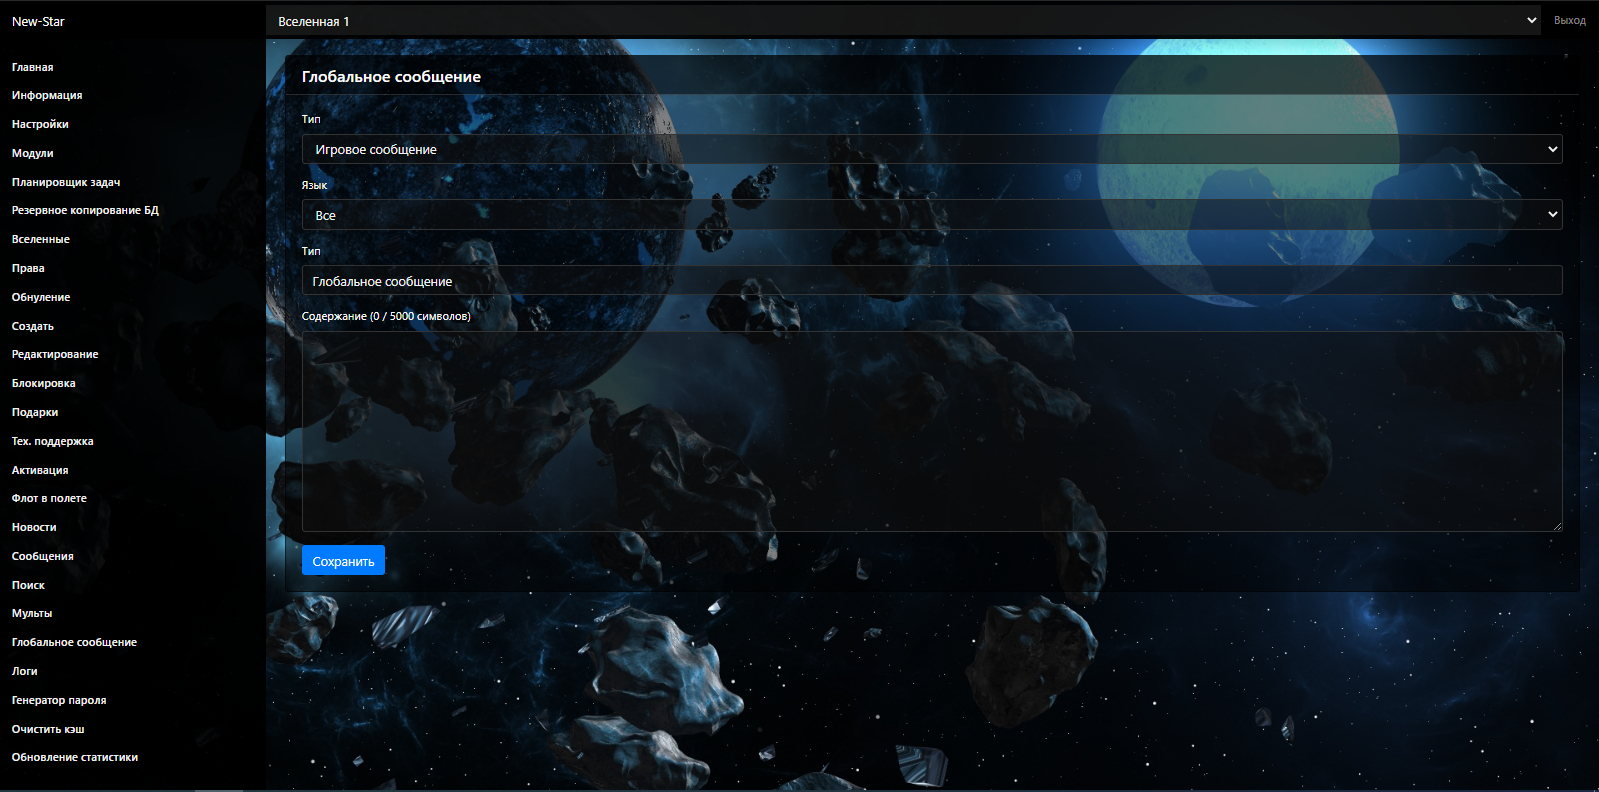 New-Star
Вселенная 1
Выход
Главная
Информация
Настройки
Модули
Планировщик задач
Резервное копирование БД
Вселенные
Права
Обнуление
Создать
Редактирование
Блокировка
Подарки
Тех. поддержка
Активация
Флот в полете
Новости
Сообщения
Поиск
Мульты
Глобальное сообщение
Логи
Генератор пароля
Очистить кэш
Обновление статистики
Глобальное сообщение
Тип
Игровое сообщение
Язык
Все
Тип
Глобальное сообщение
Содержание (0 / 5000 символов)
Сохранить